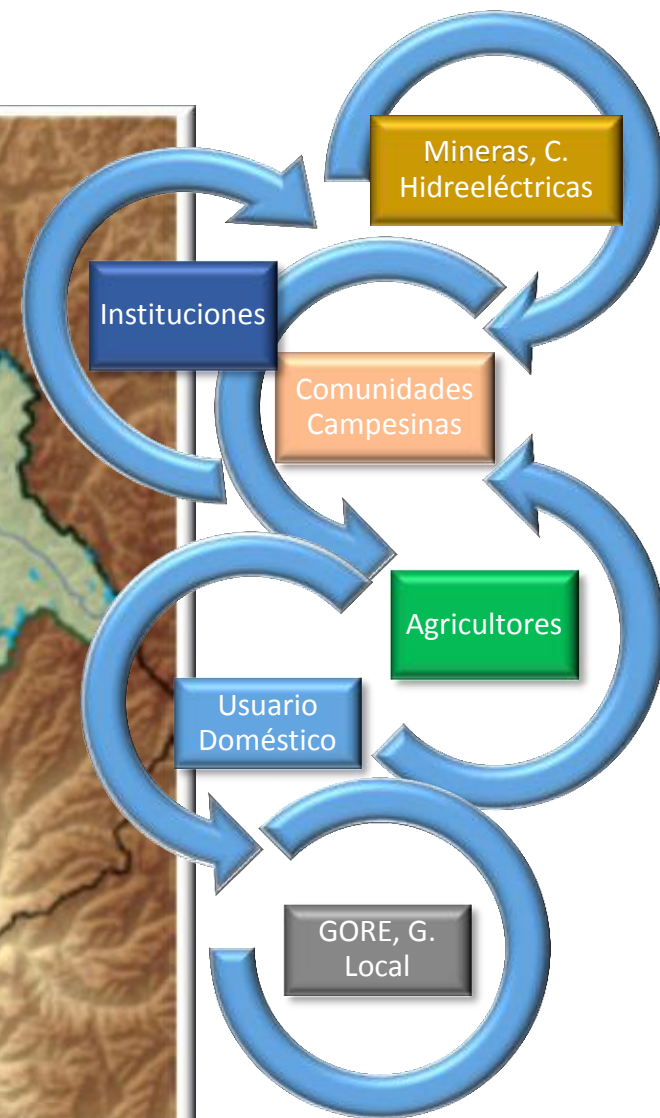 Mineras, C.
Hidreeléctricas
Instituciones
Comunidades
Campesinas
Agricultores
Usuario
Doméstico
GORE, G.
Local